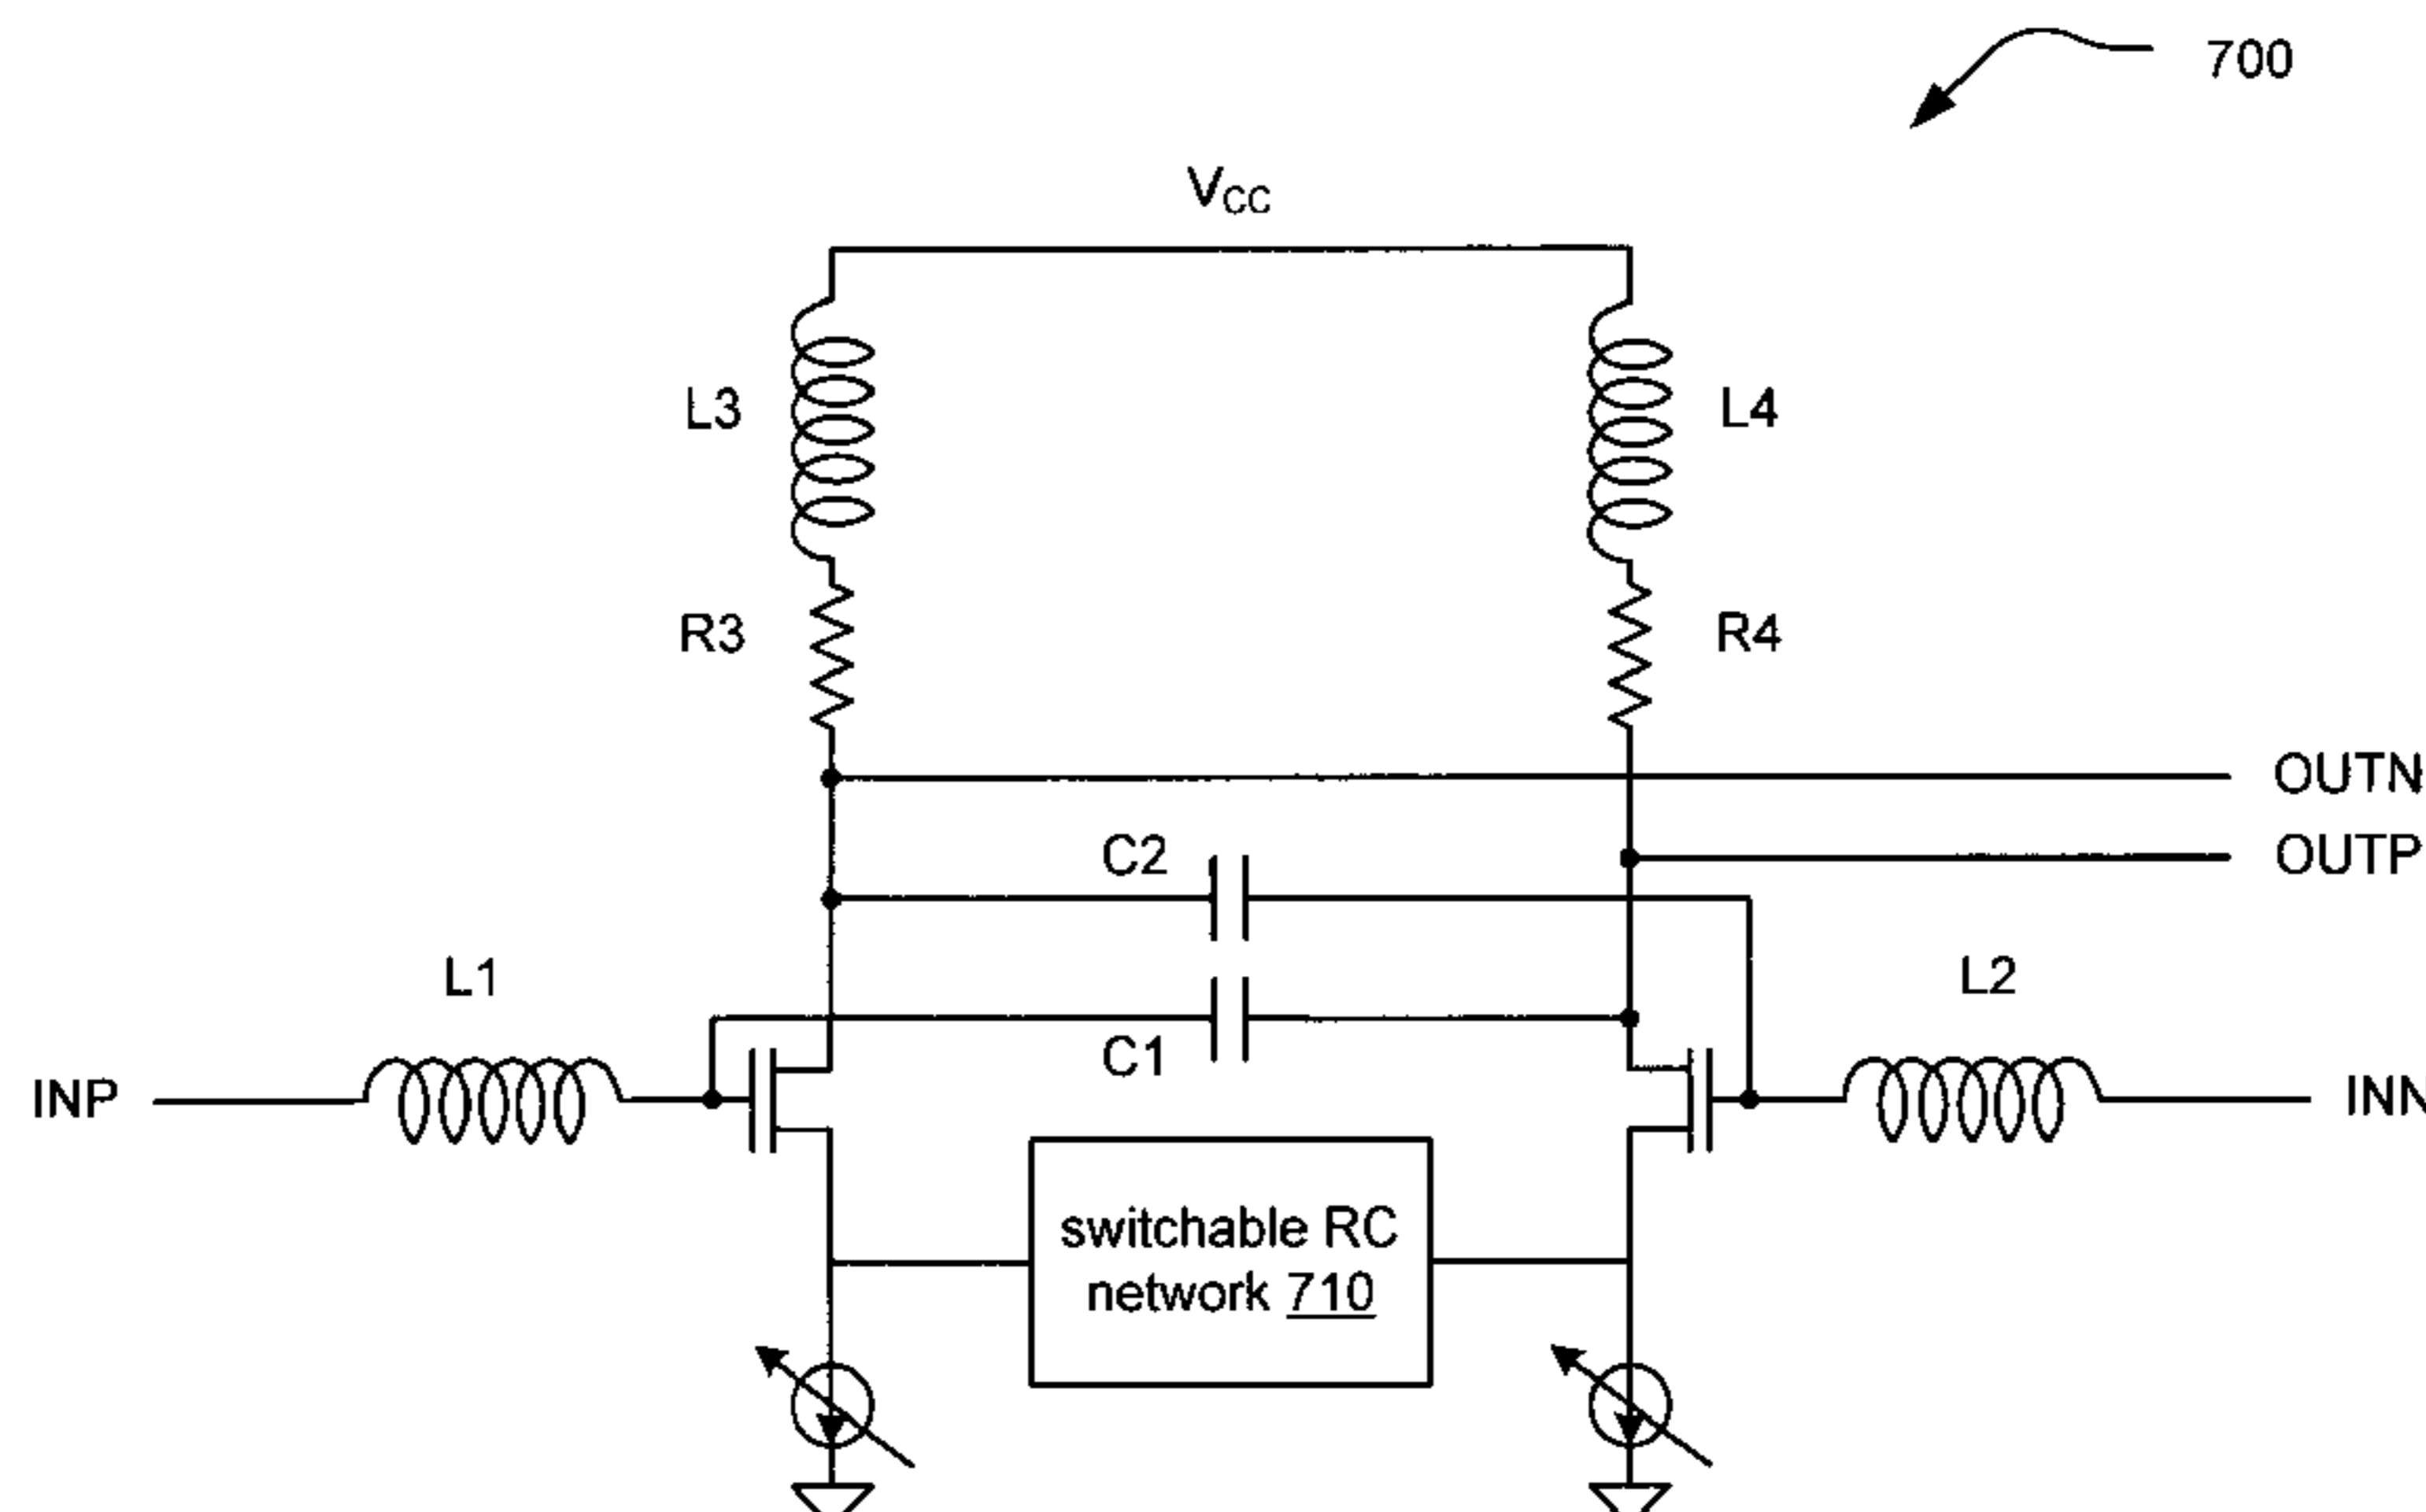 700
VCC
L3
L4
R3
R4
OUTN
C2
OUTP
L1
L2
C1
INP
INN
switchable RC
network 710